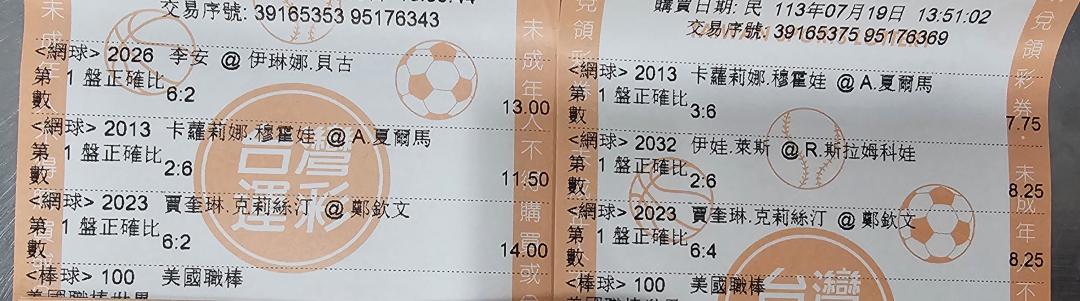 交易序號: 39165353 95176343
<網球> 2026 李安 @ 伊琳娜.貝古
第 1 盤正確比
數
6:2
13.00
<網球> 2013 卡蘿莉娜.穆霍娃 @ A.夏爾馬
第 1 盤正確比
數
2:6
11.50
<網球> 2023 賈奎琳.克莉絲汀 @ 鄭欽文
第 1 盤正確比
數
6:2
14.00
<棒球> 100 美國職棒
台灣
運彩
未成年
未成年人不得購買或
購買日期: 民 113年07月19日 13:51:02
交易序號: 39165375 95176369
<網球> 2013 卡蘿莉娜.穆霍娃 @ A.夏爾馬
第 1 盤正確比
數
3:6
7.75
<網球> 2032 伊娃.萊斯 @ R.斯拉姆科娃
第 1 盤正確比
數
2:6
8.25
<網球> 2023 賈奎琳.克莉絲汀 @ 鄭欽文
第 1 盤正確比
數
6:4
8.25
<棒球> 100 美國職棒
台灣
兌領彩券
未成年人不